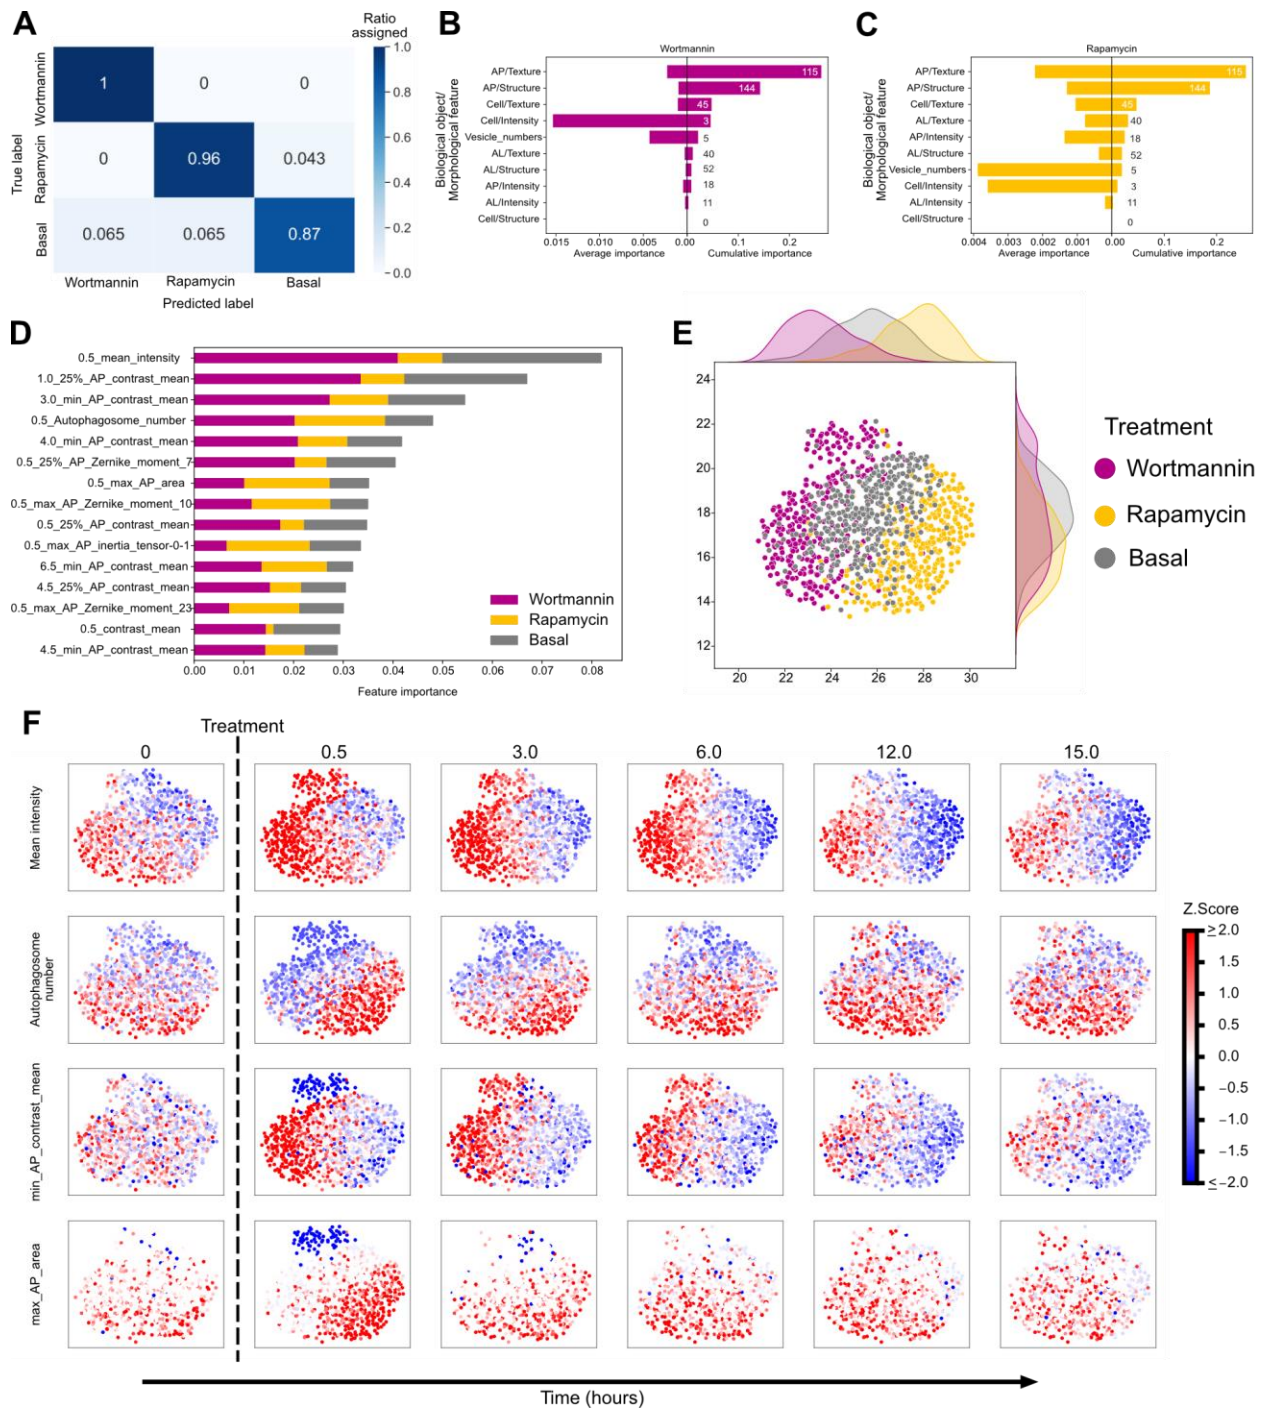 A
Ratio
assigned
True label
Wortmannin
Rapamycin
Basal
1
0
0
0
0.96
0.043
0.065
0.065
0.87
Wortmannin
Rapamycin
Basal
Predicted label
1.0
0.8
0.6
0.4
0.2
0.0
B
Wortmannin
Biological object/
Morphological feature
AP/Texture
AP/Structure
Cell/Texture
Cell/Intensity
Vesicle_numbers
AL/Texture
AL/Structure
AP/Intensity
AL/Intensity
Cell/Structure
115
144
45
3
5
40
52
18
11
0
0.015
0.010
0.005
0.00
0.1
0.2
Average importance
Cumulative importance
C
Rapamycin
Biological object/
Morphological feature
AP/Texture
AP/Structure
Cell/Texture
AL/Texture
AP/Intensity
AL/Structure
Vesicle_numbers
Cell/Intensity
AL/Intensity
Cell/Structure
115
144
45
40
18
52
5
3
11
0
0.004
0.003
0.002
0.001
0.00
0.1
0.2
Average importance
Cumulative importance
D
0.5_mean_intensity
1.0_25%_AP_contrast_mean
3.0_min_AP_contrast_mean
0.5_Autophagosome_number
4.0_min_AP_contrast_mean
0.5_25%_AP_Zernike_moment_7
0.5_max_AP_area
0.5_max_AP_Zernike_moment_10
0.5_25%_AP_contrast_mean
0.5_max_AP_inertia_tensor-0-1
6.5_min_AP_contrast_mean
4.5_25%_AP_contrast_mean
0.5_max_AP_Zernike_moment_23
0.5_contrast_mean
4.5_min_AP_contrast_mean
Wortmannin
Rapamycin
Basal
0.00
0.01
0.02
0.03
0.04
0.05
0.06
0.07
0.08
Feature importance
E
24
22
20
18
16
14
12
20
22
24
26
28
30
Treatment
Wortmannin
Rapamycin
Basal
F
Treatment
0
0.5
3.0
6.0
12.0
15.0
Mean intensity
Autophagosome
number
min_AP_contrast_mean
max_AP_area
Z.Score
≥ 2.0
1.5
1.0
0.5
0.0
−0.5
−1.0
−1.5
≤−2.0
Time (hours)